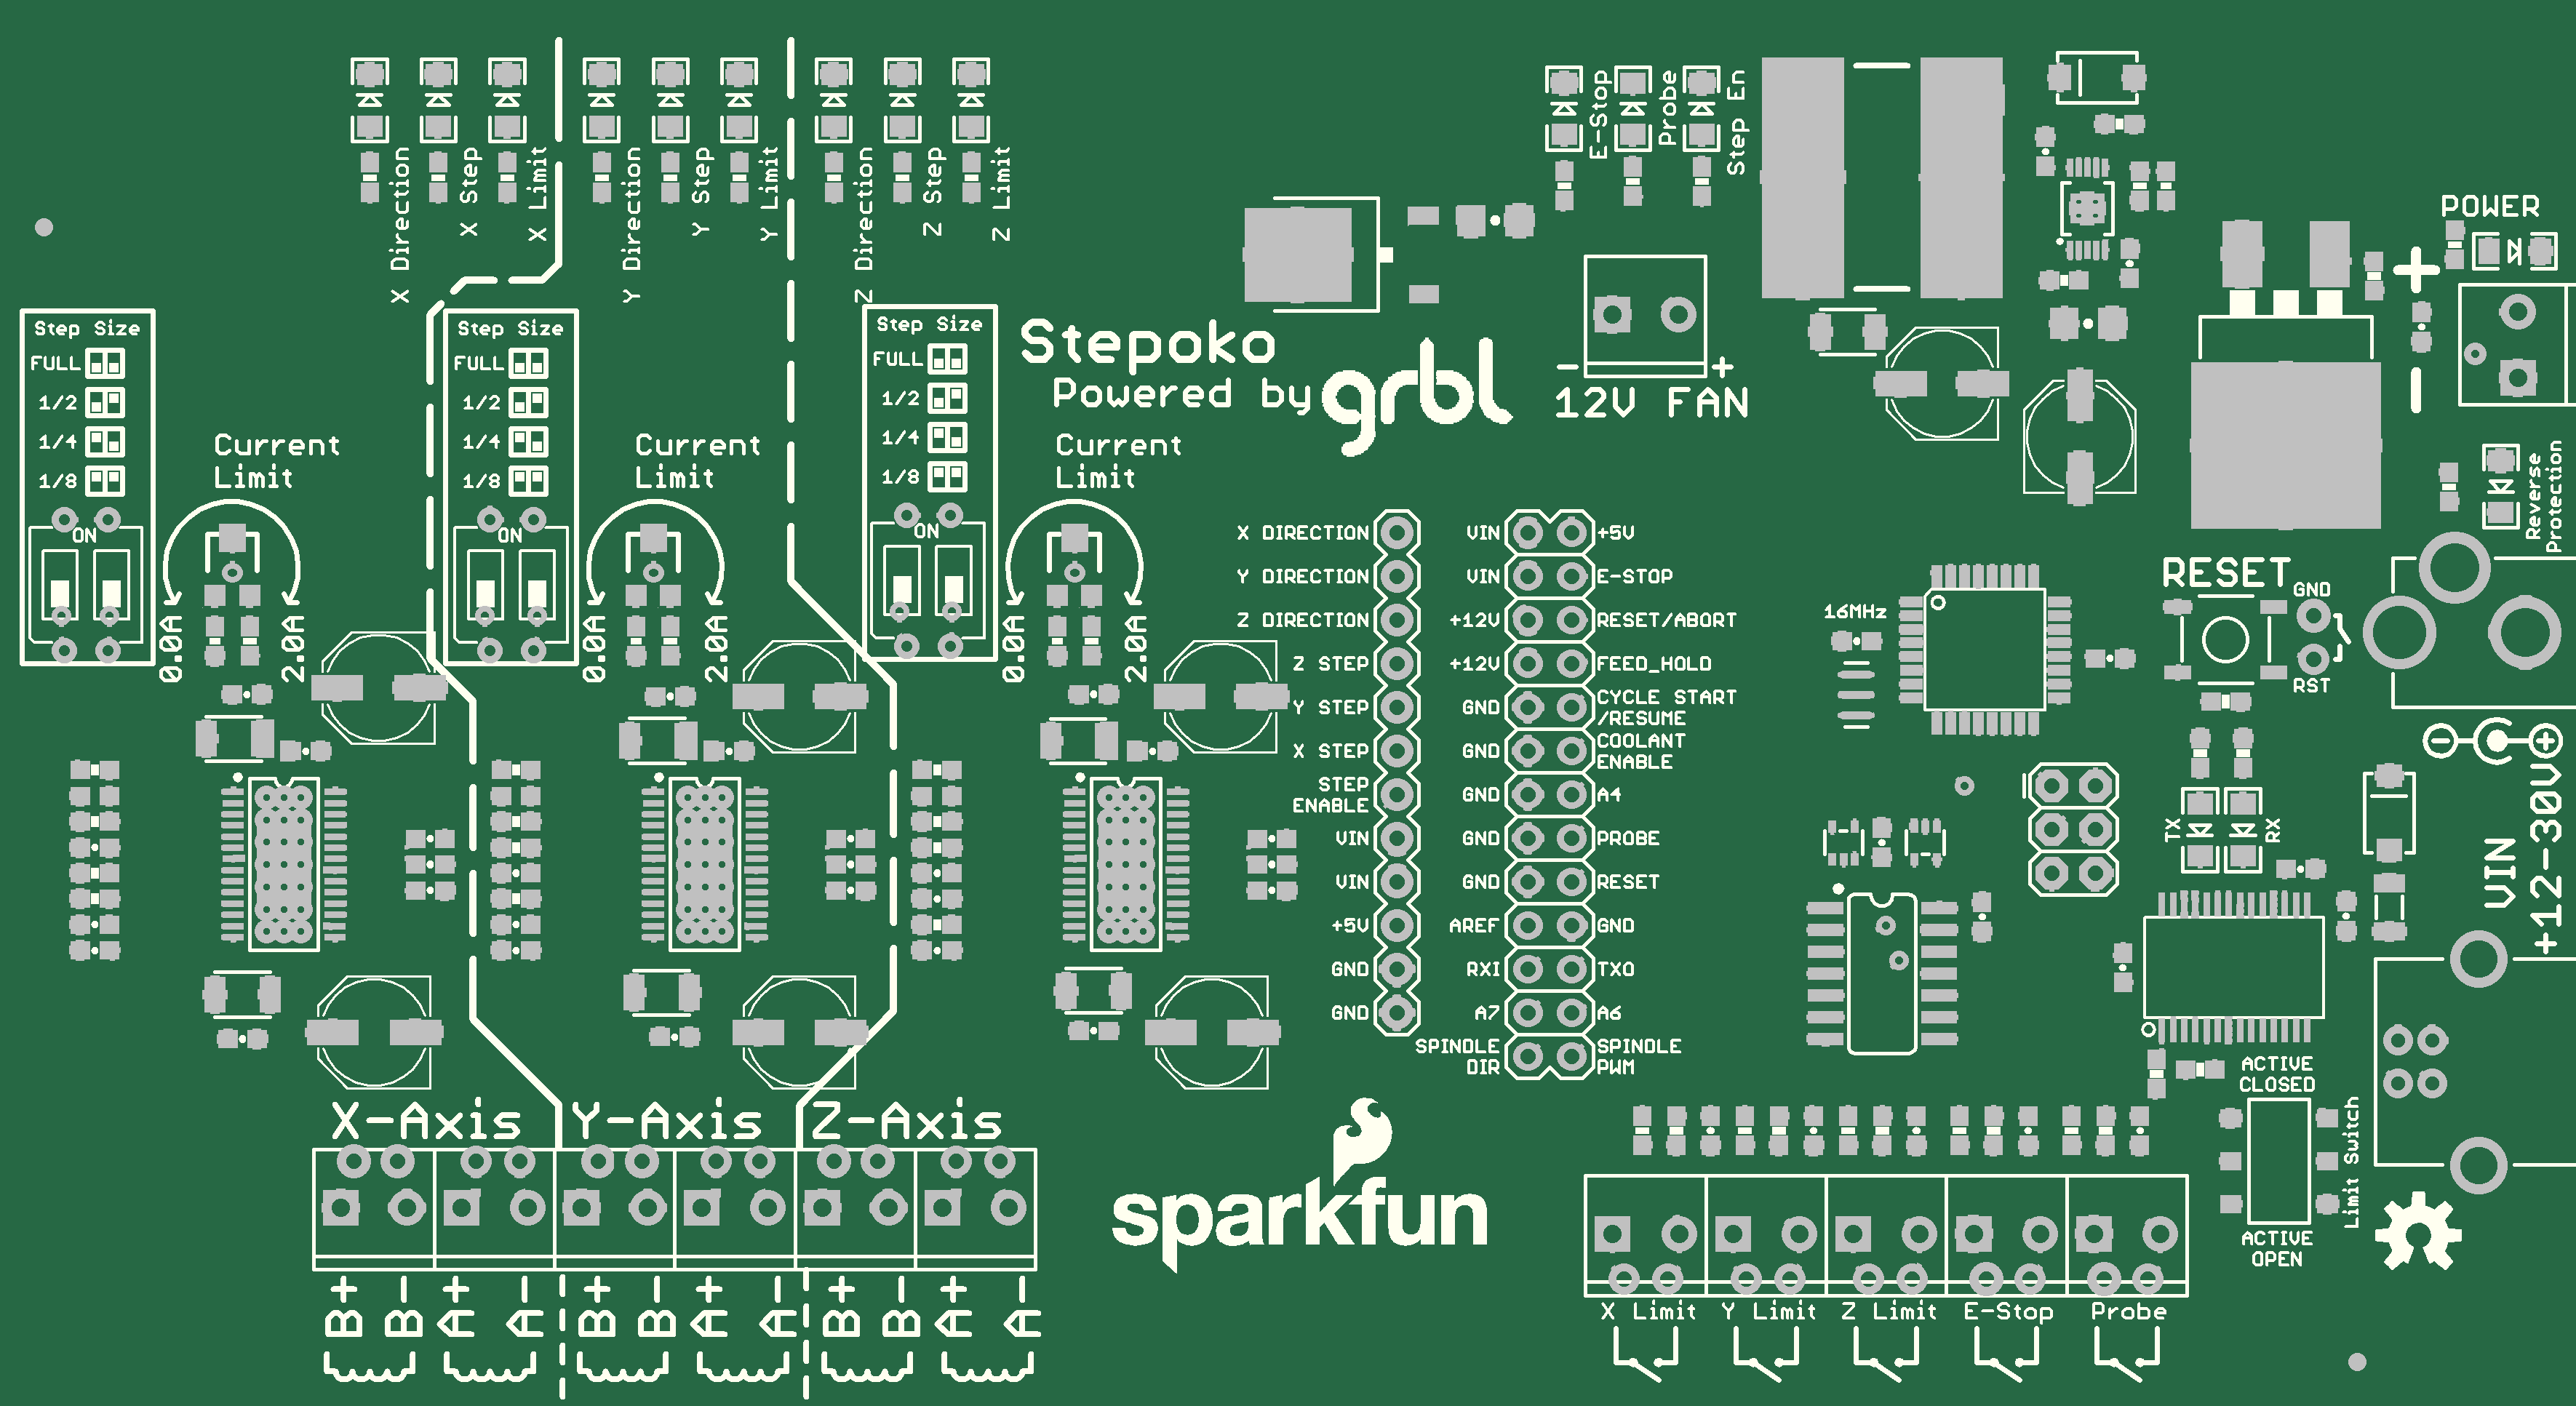 X Direction
X Step
X Limit
Y Direction
Y Step
Y Limit
Z Direction
Z Step
Z Limit
E-Stop
Probe
Step En
POWER
+
-
Step Size
FULL
1/2
1/4
1/8
ON
Current
Limit
0.0A
2.0A
Step Size
FULL
1/2
1/4
1/8
ON
Current
Limit
0.0A
2.0A
Step Size
FULL
1/2
1/4
1/8
ON
Current
Limit
0.0A
2.0A
Stepoko
Powered by grbl
- +
12V FAN
Reverse
Protection
X DIRECTION
Y DIRECTION
Z DIRECTION
Z STEP
Y STEP
X STEP
STEP
ENABLE
VIN
VIN
+5V
GND
GND
VIN +5V
VIN E-STOP
+12V RESET/ABORT
+12V FEED_HOLD
GND CYCLE START
/RESUME
GND COOLANT
ENABLE
GND A4
GND PROBE
GND RESET
AREF GND
RXI TXO
A7 A6
SPINDLE
DIR
SPINDLE
PWM
16MHz
RESET
GND
RST
TX
RX
VIN
+12-30V
ACTIVE
CLOSED
Limit Switch
ACTIVE
OPEN
X-Axis Y-Axis Z-Axis
B+ B- A+ A- B+ B- A+ A- B+ B- A+ A-
sparkfun
X Limit Y Limit Z Limit E-Stop Probe